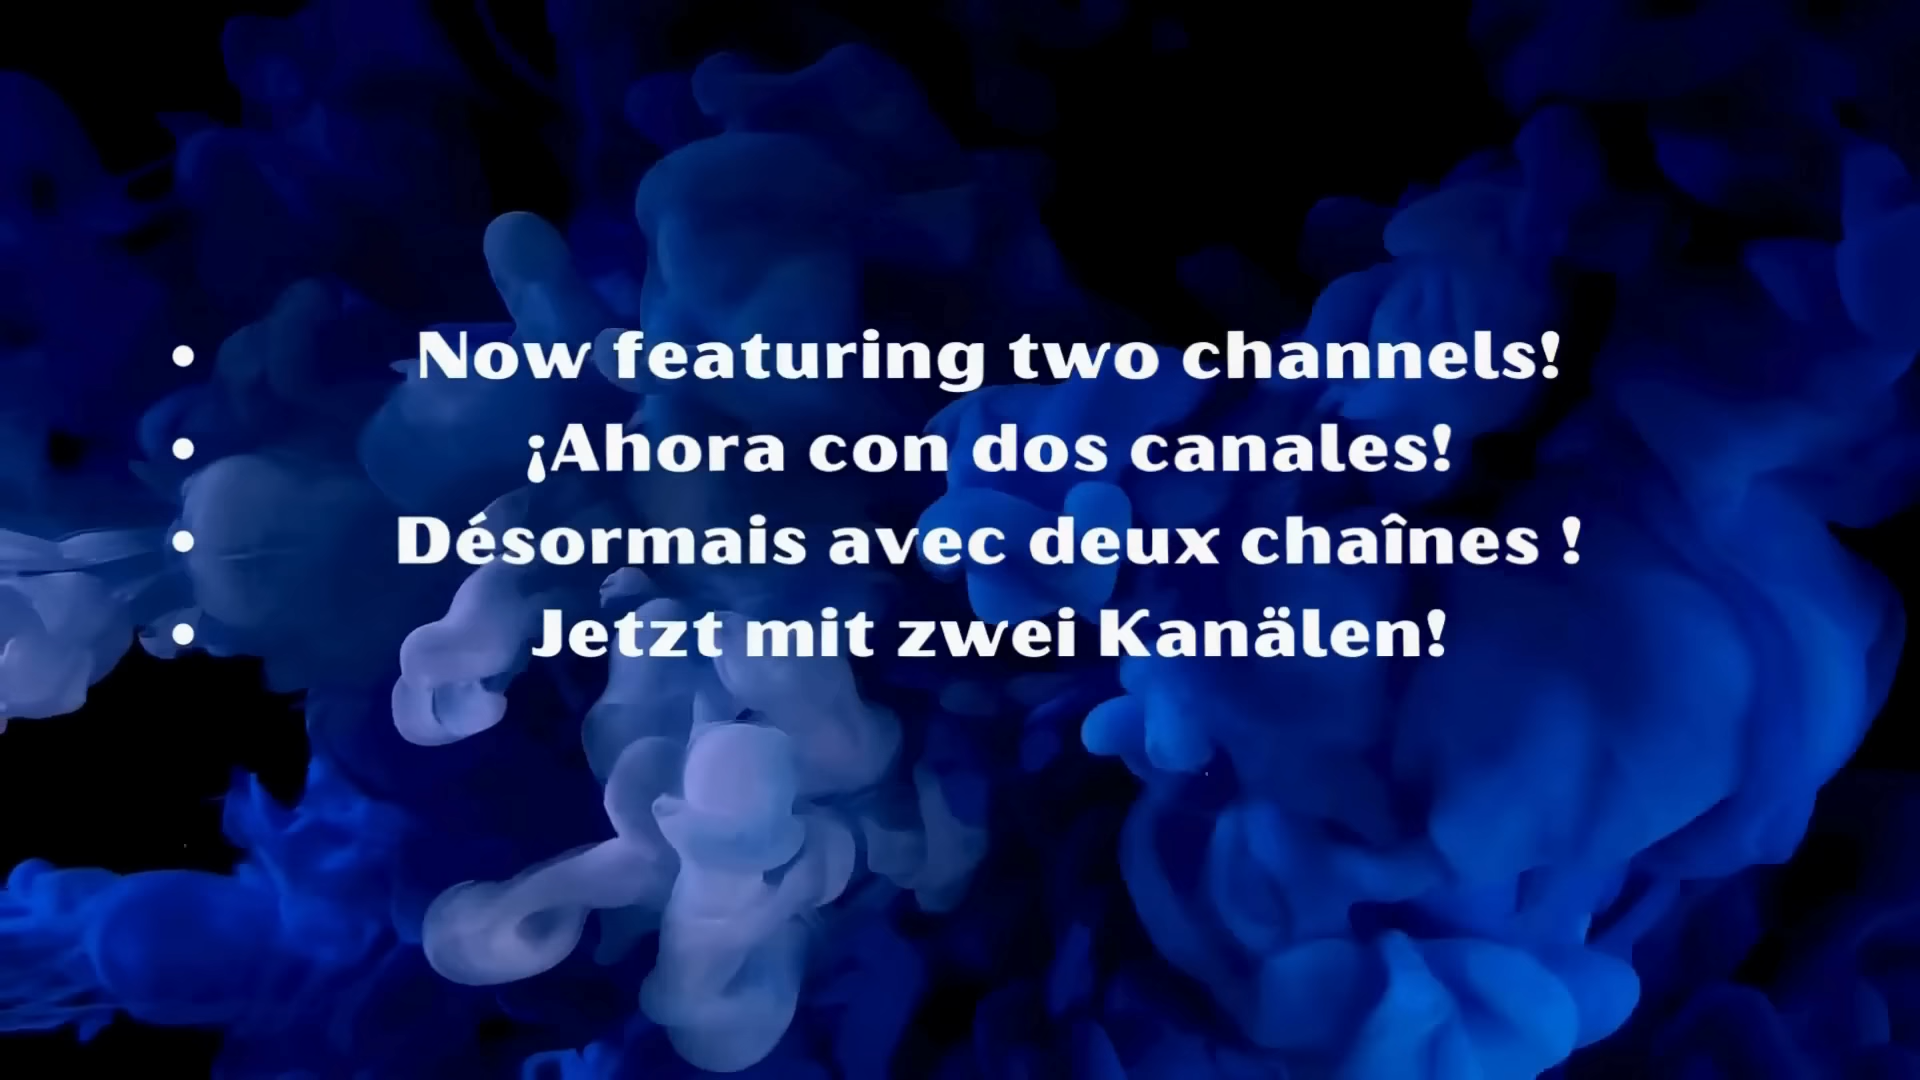 • Now featuring two channels!
• ¡Ahora con dos canales!
• Désormais avec deux chaînes !
• Jetzt mit zwei Kanälen!